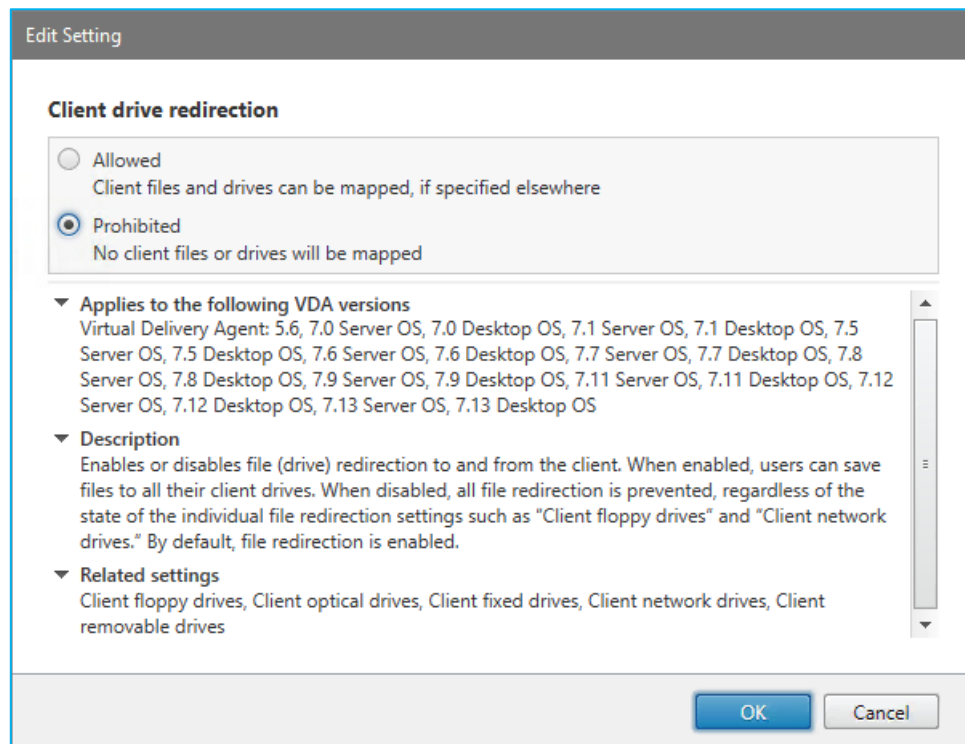 Edit Setting
Client drive redirection
Allowed
Client files and drives can be mapped, if specified elsewhere
Prohibited
No client files or drives will be mapped
Applies to the following VDA versions
Virtual Delivery Agent: 5.6, 7.0 Server OS, 7.0 Desktop OS, 7.1 Server OS, 7.1 Desktop OS, 7.5
Server OS, 7.5 Desktop OS, 7.6 Server OS, 7.6 Desktop OS, 7.7 Server OS, 7.7 Desktop OS, 7.8
Server OS, 7.8 Desktop OS, 7.9 Server OS, 7.9 Desktop OS, 7.11 Server OS, 7.11 Desktop OS, 7.12
Server OS, 7.12 Desktop OS, 7.13 Server OS, 7.13 Desktop OS
Description
Enables or disables file (drive) redirection to and from the client. When enabled, users can save
files to all their client drives. When disabled, all file redirection is prevented, regardless of the
state of the individual file redirection settings such as “Client floppy drives” and “Client network
drives.” By default, file redirection is enabled.
Related settings
Client floppy drives, Client optical drives, Client fixed drives, Client network drives, Client
removable drives
OK
Cancel